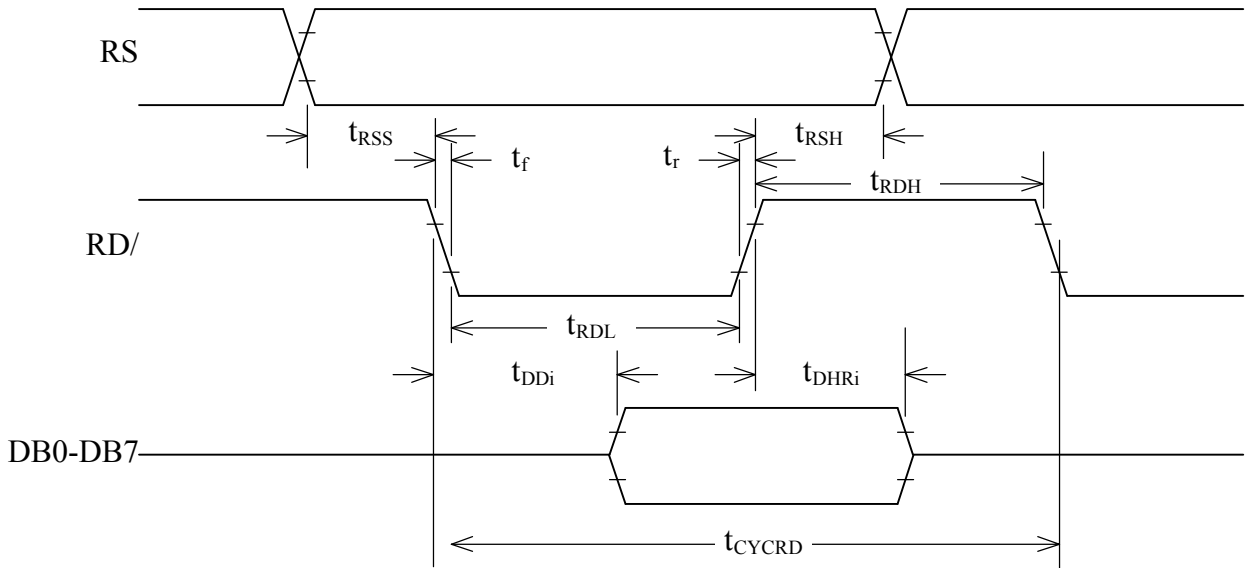 RS
tRSS
tRSH
tf
tr
tRDH
RD/
tRDL
tDDi
tDHRi
DB0-DB7
tCYCRD